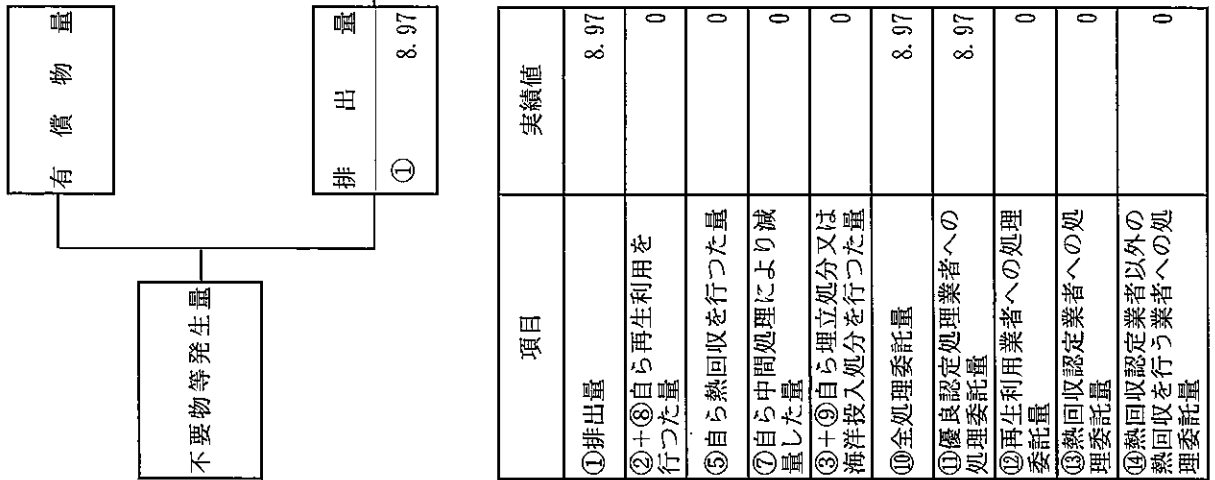 不要物等発生量
有償物量
排出量
① 8.97
項目 実績値
①排出量 8.97
②+⑧自ら再生利用を
行つた量 0
⑤自ら熱回収を行つた量 0
⑦自ら中間処理により減
量した量 0
③+⑨自ら埋立処分又は
海洋投入処分を行つた量 0
⑩全処理委託量 8.97
⑪優良認定処理業者への
処理委託量 8.97
⑫再生利用業者への処理
委託量 0
⑬熱回収認定業者への処
理委託量 0
⑭熱回収認定業者以外の
熱回収を行う業者への処
理委託量 0